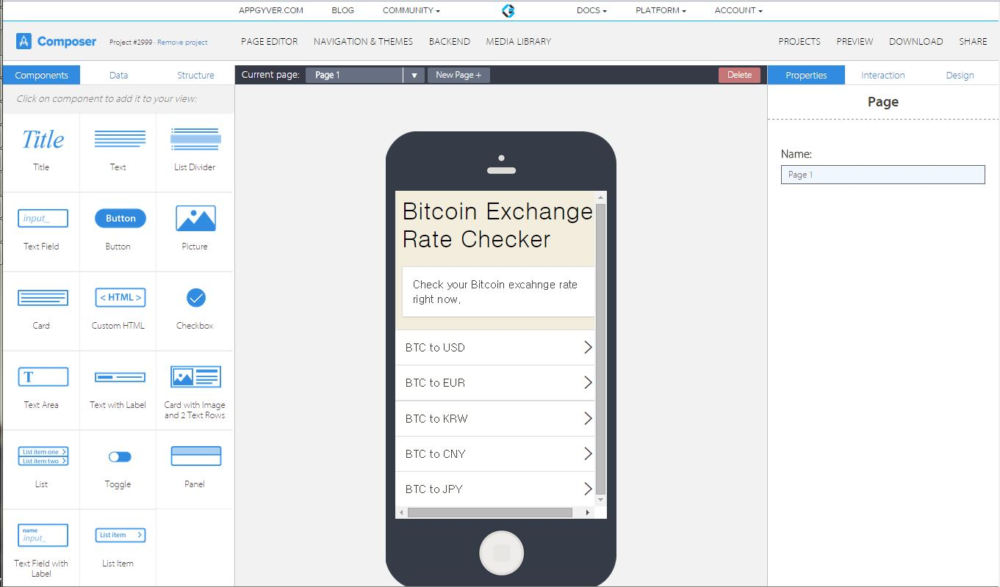 APPGYVER.COM BLOG COMMUNITY DOCS PLATFORM ACCOUNT
Composer Project #2999 · Remove project PAGE EDITOR NAVIGATION & THEMES BACKEND MEDIA LIBRARY PROJECTS PREVIEW DOWNLOAD SHARE
Components Data Structure
Click on component to add it to your view:
Title
Title Text List Divider
input_ Button
Text Field Button Picture
< HTML >
Card Custom HTML Checkbox
T
Text Area Text with Label Card with Image
and 2 Text Rows
List item one >
List item two >
List Toggle Panel
name
input_ List item >
Text Field with
Label
List Item
Current page: Page 1 New Page + Delete
Bitcoin Exchange
Rate Checker
Check your Bitcoin excahnge rate
right now.
BTC to USD
BTC to EUR
BTC to KRW
BTC to CNY
BTC to JPY
Properties Interaction Design
Page
Name:
Page 1